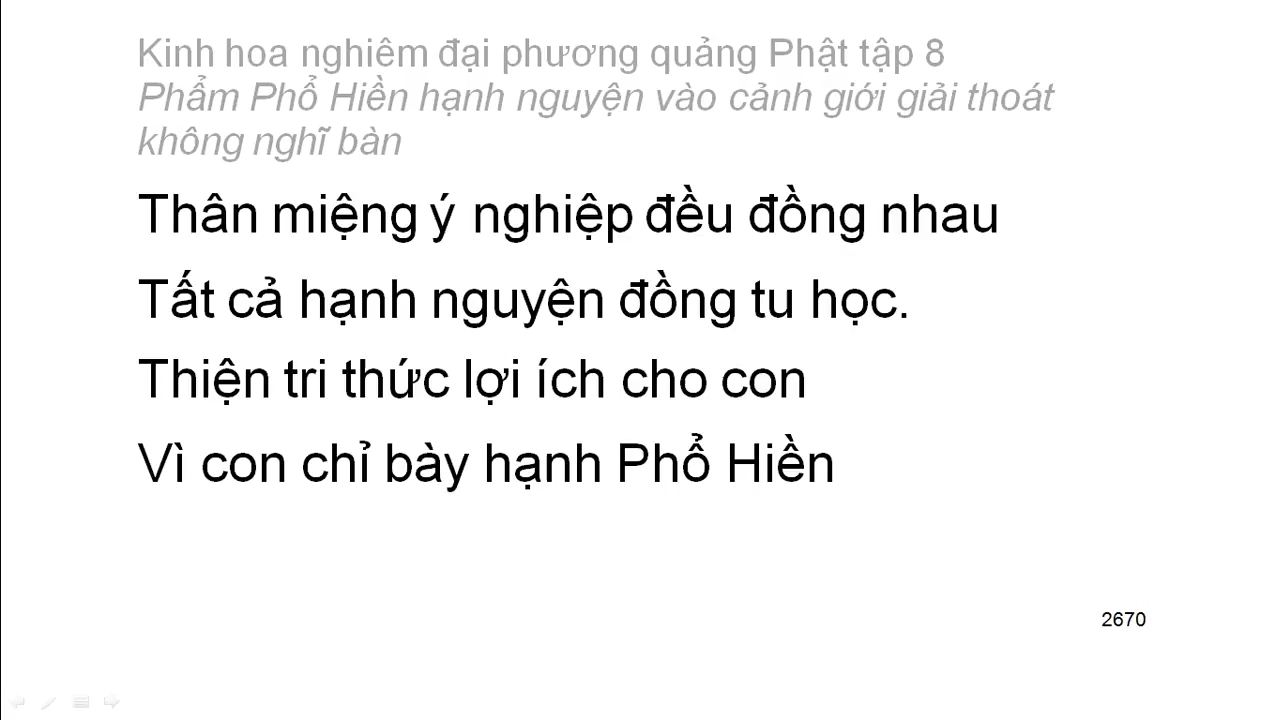 Kinh hoa nghiêm đại phương quảng Phật tập 8
Phẩm Phổ Hiền hạnh nguyện vào cảnh giới giải thoát
không nghĩ bàn
Thân miệng ý nghiệp đều đồng nhau
Tất cả hạnh nguyện đồng tu học.
Thiện tri thức lợi ích cho con
Vì con chỉ bày hạnh Phổ Hiền
2670